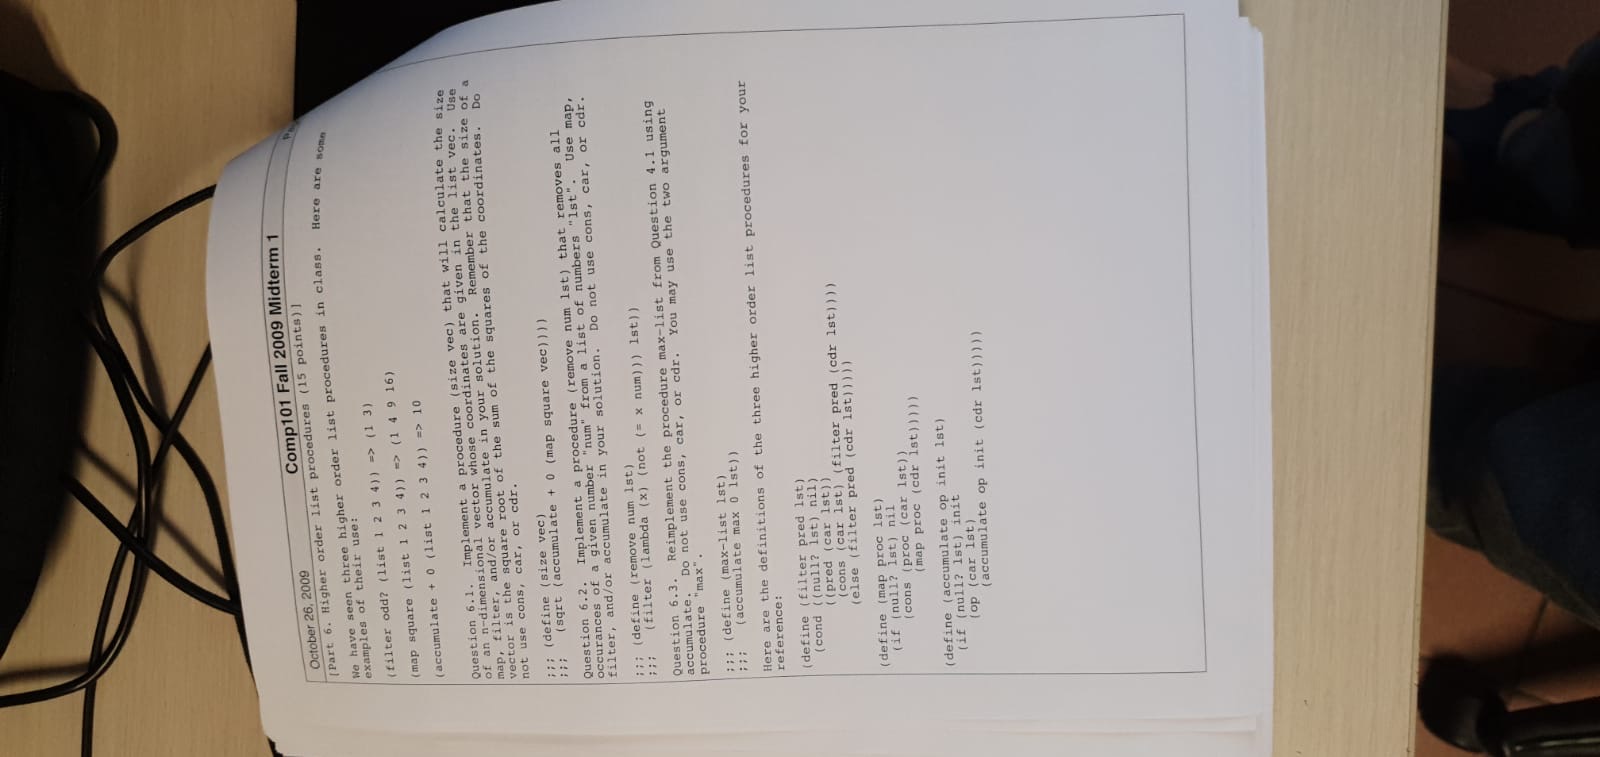 Comp101 Fall 2009 Midterm 1
October 26, 2009
[Part 6. Higher order list procedures (15 points)]
We have seen three higher order list procedures in class.  Here are some
examples of their use:
(filter odd? (list 1 2 3 4)) => (1 3)
(map square (list 1 2 3 4)) => (1 4 9 16)
(accumulate + 0 (list 1 2 3 4)) => 10
Question 6.1.  Implement a procedure (size vec) that will calculate the size
of an n-dimensional vector whose coordinates are given in the list vec.  Use
map, filter, and/or accumulate in your solution.  Remember that the size of a
vector is the square root of the sum of the squares of the coordinates.  Do
not use cons, car, or cdr.
;;; (define (size vec)
;;;   (sqrt (accumulate + 0 (map square vec))))
Question 6.2.  Implement a procedure (remove num lst) that removes all
occurances of a given number "num" from a list of numbers "lst".  Use map,
filter, and/or accumulate in your solution.  Do not use cons, car, or cdr.
;;; (define (remove num lst)
;;;   (filter (lambda (x) (not (= x num))) lst))
Question 6.3.  Reimplement the procedure max-list from Question 4.1 using
accumulate.  Do not use cons, car, or cdr.  You may use the two argument
procedure "max".
;;; (define (max-list lst)
;;;   (accumulate max 0 lst))
Here are the definitions of the three higher order list procedures for your
reference:
(define (filter pred lst)
  (cond ((null? lst) nil)
        ((pred (car lst))
         (cons (car lst) (filter pred (cdr lst))))
        (else (filter pred (cdr lst)))))
(define (map proc lst)
  (if (null? lst) nil
      (cons (proc (car lst))
            (map proc (cdr lst)))))
(define (accumulate op init lst)
  (if (null? lst) init
      (op (car lst)
          (accumulate op init (cdr lst)))))